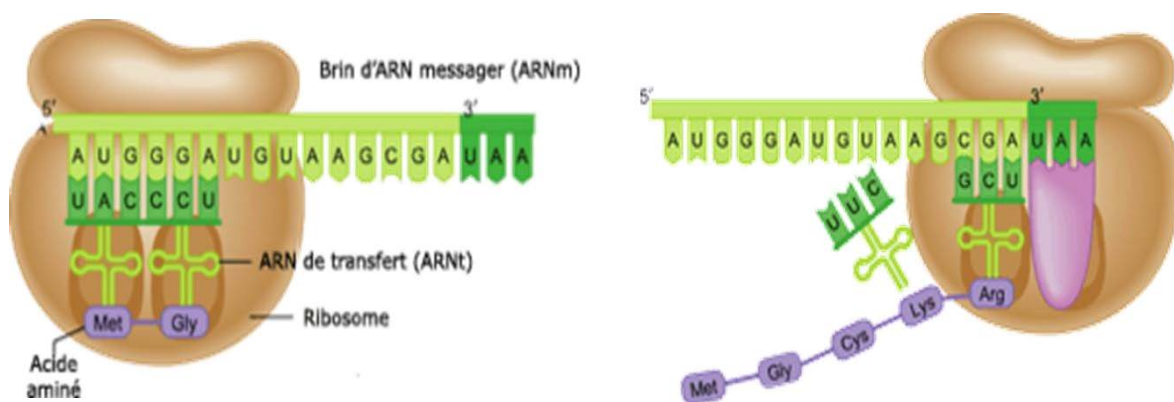 Brin d'ARN messager (ARNm)
5' 3'
A U G G G A U G U A A G C G A U A A
U A C C C U
ARN de transfert (ARNt)
Met Gly
Ribosome
Acide
aminé
5' 3'
A U G G G A U G U A A G C G A U A A
G C U
U U C
Arg
Lys
Cys
Gly
Met